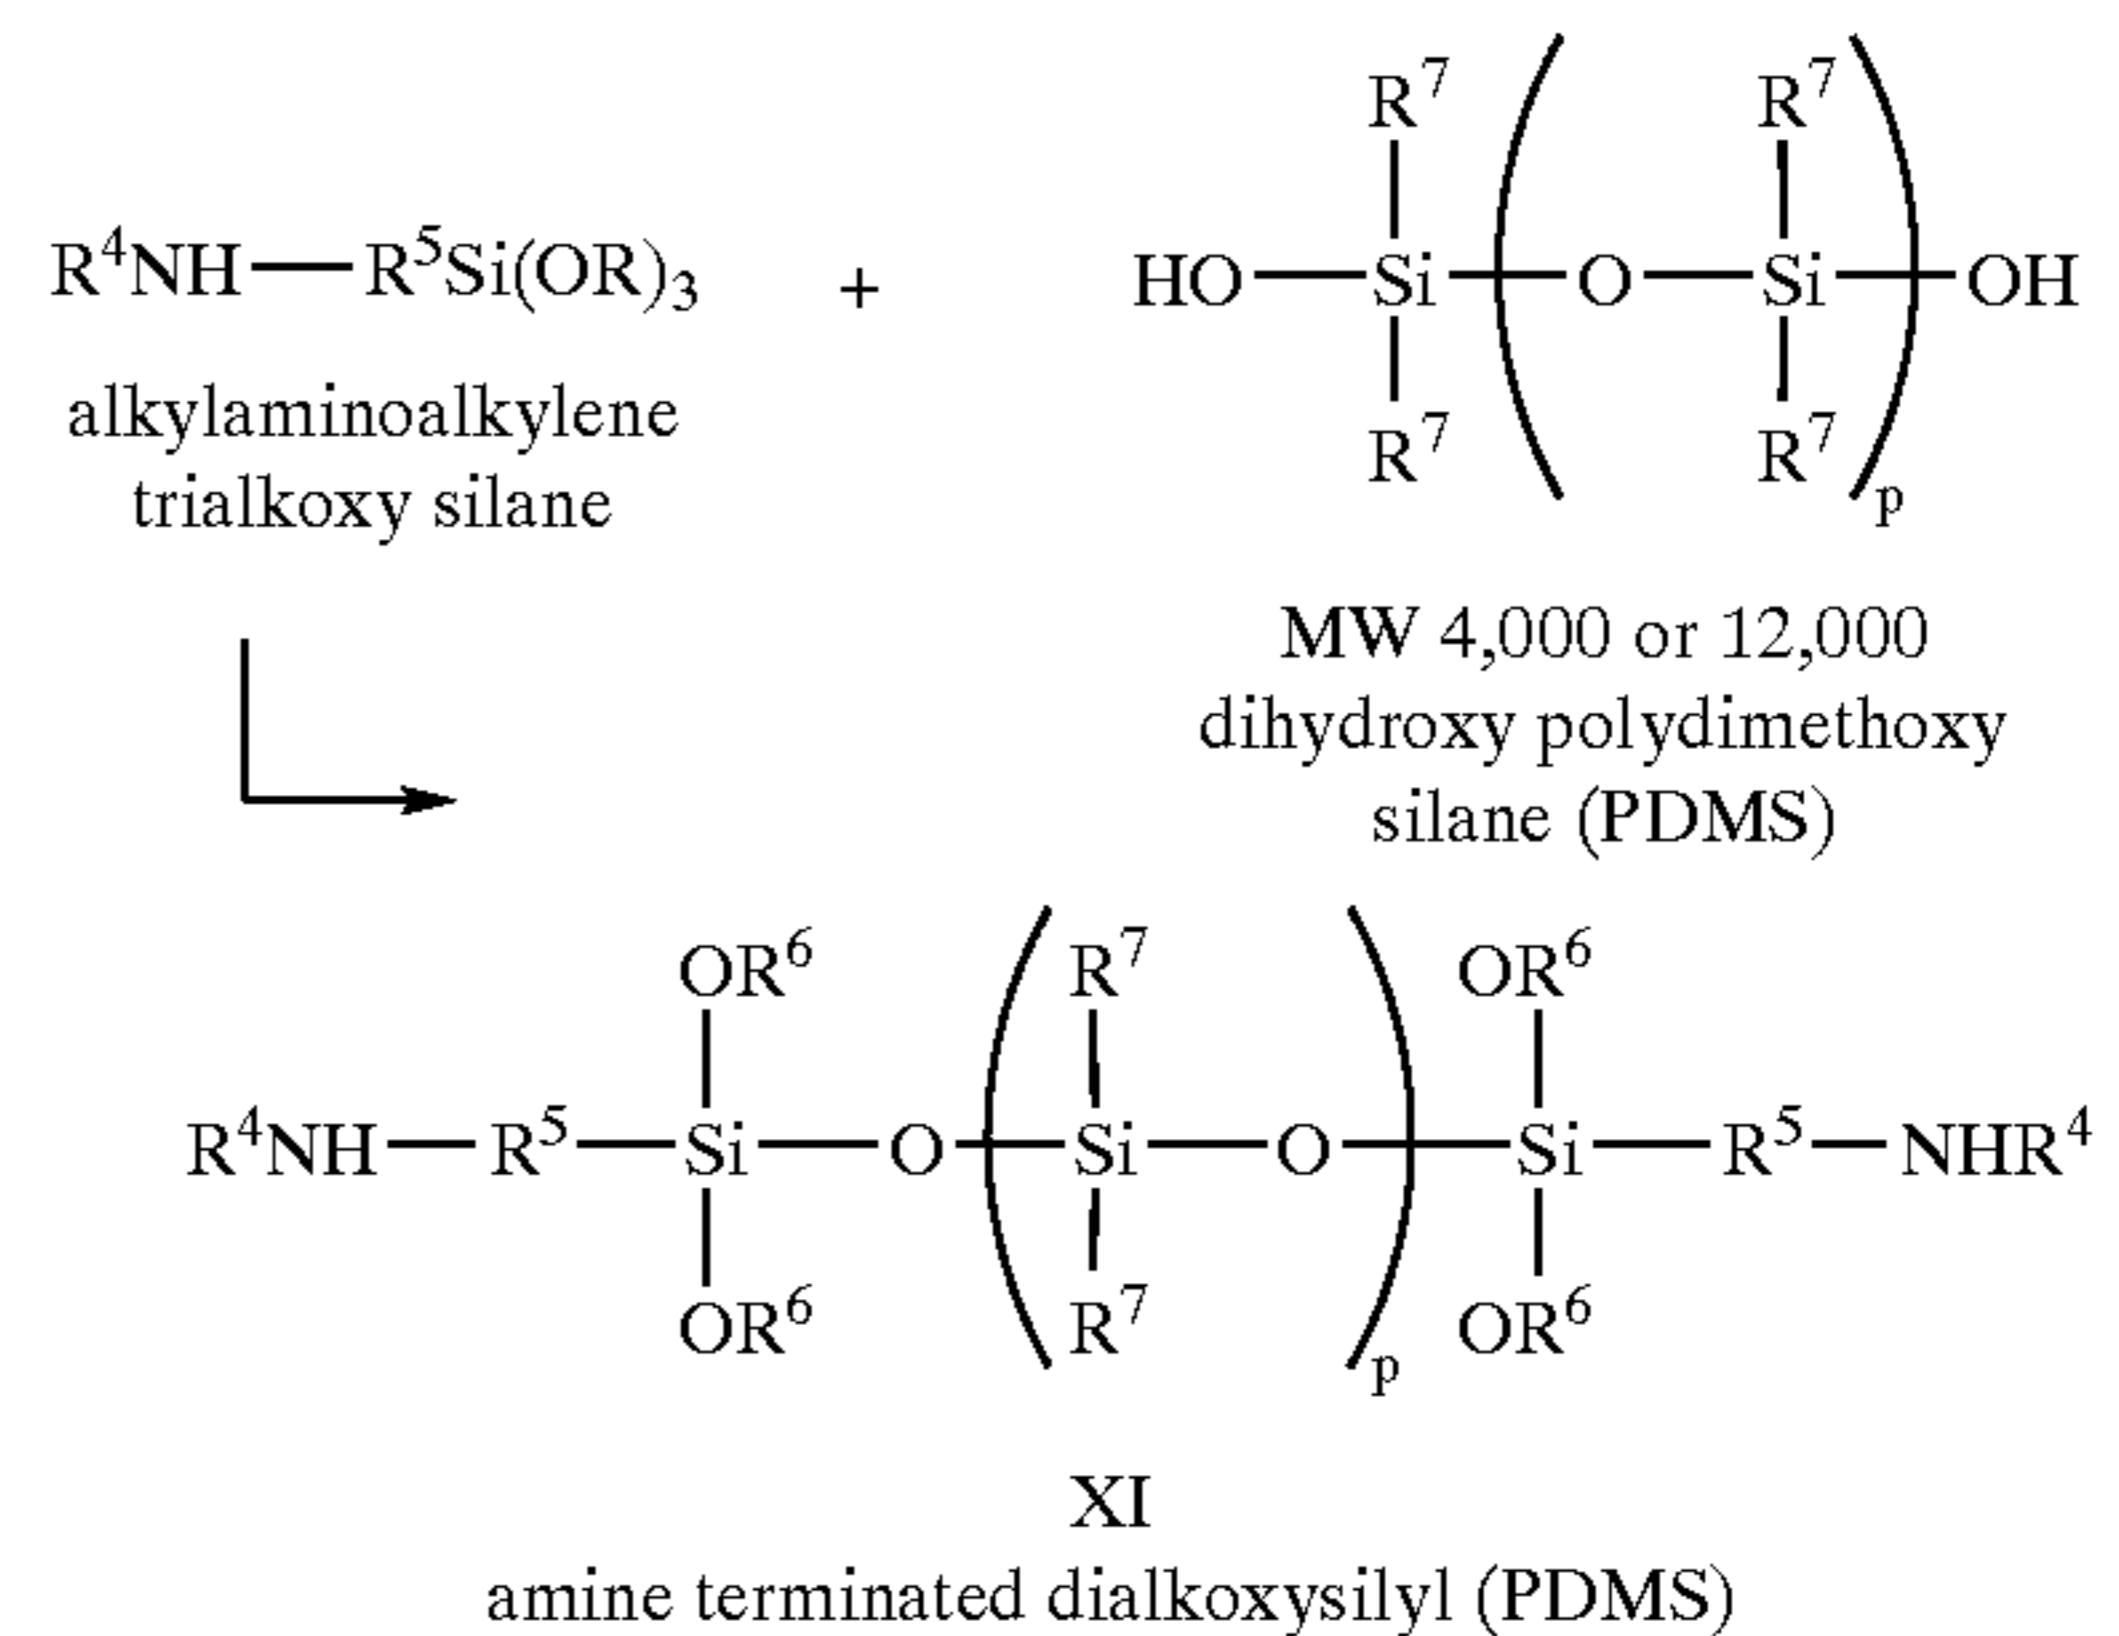 R⁴NH—R⁵Si(OR)₃ + HO—Si(R⁷)(R⁷)—(O—Si(R⁷)(R⁷))p—OH
alkylaminoalkylene
trialkoxy silane
MW 4,000 or 12,000
dihydroxy polydimethoxy
silane (PDMS)
R⁴NH—R⁵—Si(OR⁶)(OR⁶)—O—(Si(R⁷)(R⁷)—O)p—Si(OR⁶)(OR⁶)—R�5—NHR⁴
XI
amine terminated dialkoxysilyl (PDMS)